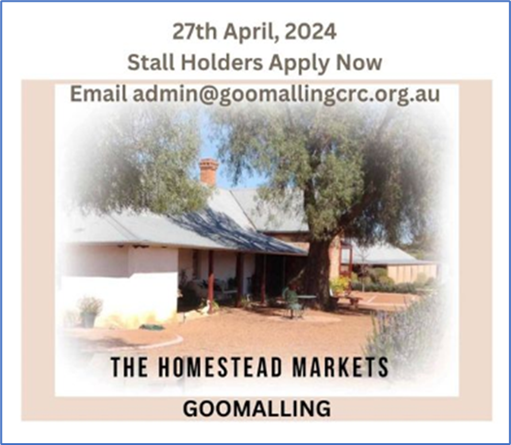 27th April, 2024
Stall Holders Apply Now
Email admin@goomallingcrc.org.au
THE HOMESTEAD MARKETS
GOOMALLING